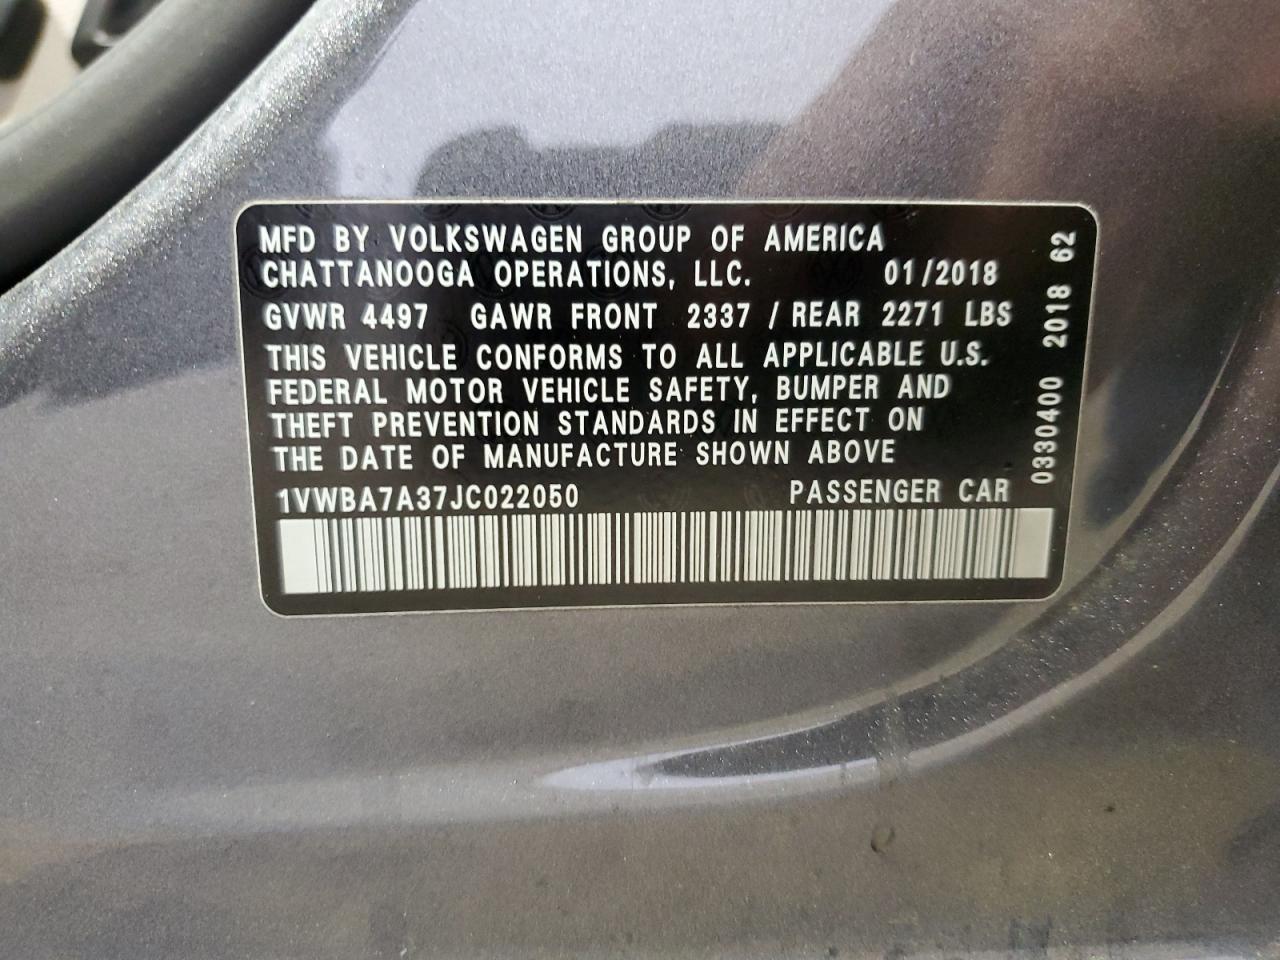 MFD BY VOLKSWAGEN GROUP OF AMERICA
CHATTANOOGA OPERATIONS, LLC. 01/2018
GVWR 4497 GAWR FRONT 2337 / REAR 2271 LBS
THIS VEHICLE CONFORMS TO ALL APPLICABLE U.S.
FEDERAL MOTOR VEHICLE SAFETY, BUMPER AND
THEFT PREVENTION STANDARDS IN EFFECT ON
THE DATE OF MANUFACTURE SHOWN ABOVE
1VWBA7A37JC022050 PASSENGER CAR
0330400 2018 62